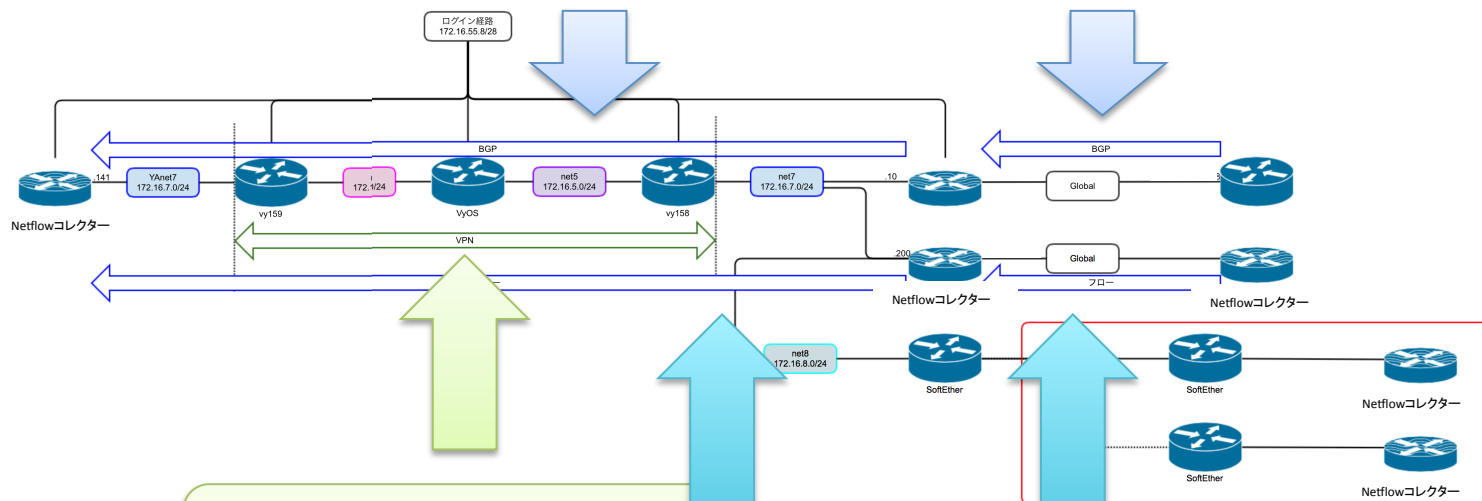 ログイン経路
172.16.55.8/28
BGP
BGP
.141
YAnet7
172.16.7.0/24
net5
172.16.5.0/24
net7
172.16.7.0/24
.10
Global
vy159
VyOS
vy158
Netflowコレクター
VPN
.200
Global
フロー
Netflowコレクター
Netflowコレクター
net8
172.16.8.0/24
SoftEther
SoftEther
Netflowコレクター
SoftEther
Netflowコレクター